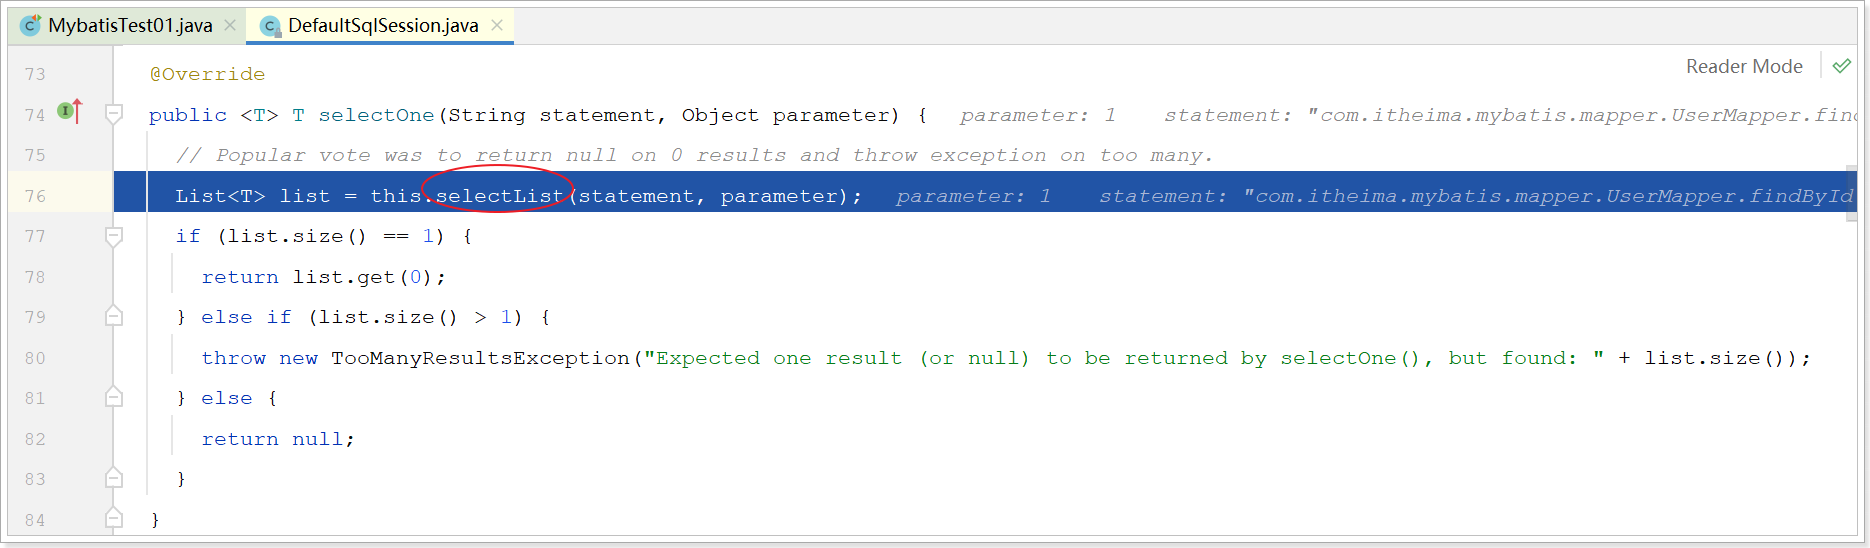 MybatisTest01.java
DefaultSqlSession.java
Reader Mode
73 @Override
74 public <T> T selectOne(String statement, Object parameter) { parameter: 1 statement: "com.itheima.mybatis.mapper.UserMapper.find
75 // Popular vote was to return null on 0 results and throw exception on too many.
76 List<T> list = this.selectList(statement, parameter); parameter: 1 statement: "com.itheima.mybatis.mapper.UserMapper.findById
77 if (list.size() == 1) {
78 return list.get(0);
79 } else if (list.size() > 1) {
80 throw new TooManyResultsException("Expected one result (or null) to be returned by selectOne(), but found: " + list.size());
81 } else {
82 return null;
83 }
84 }